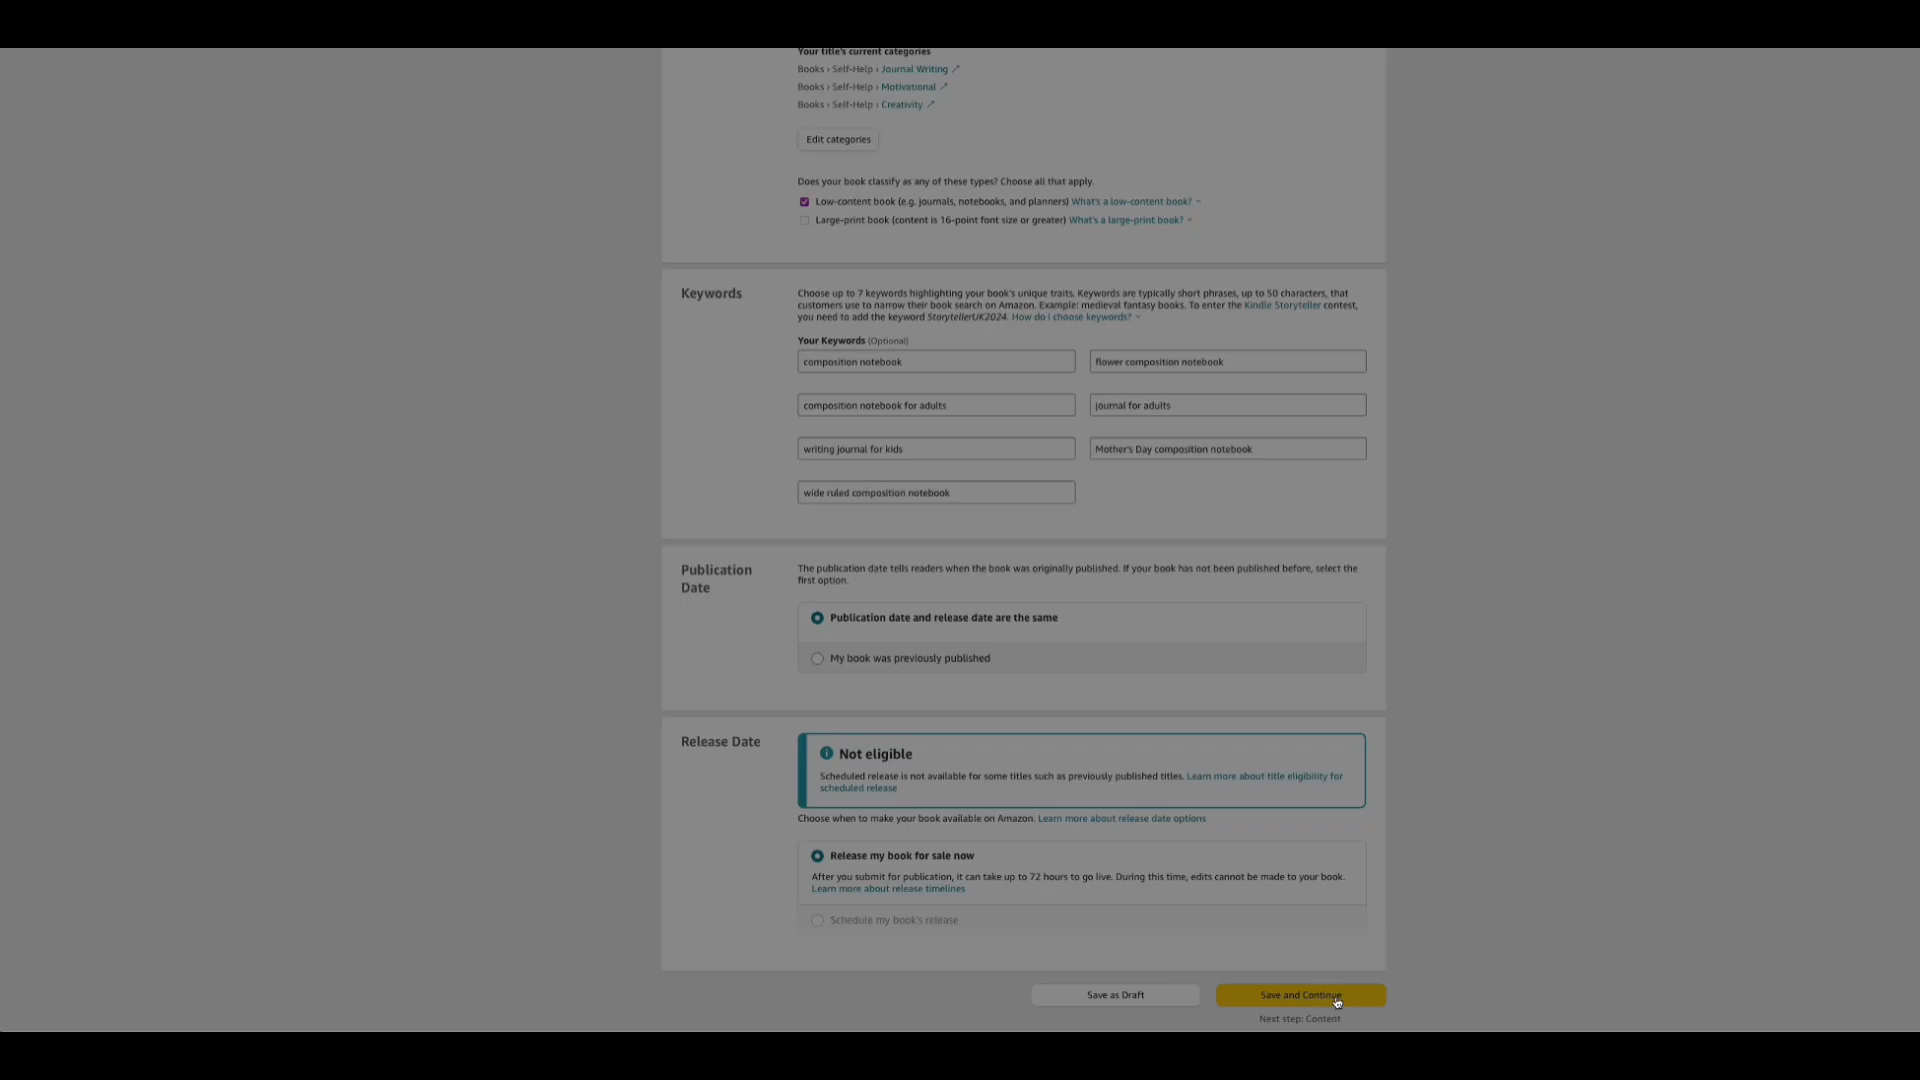 Your title's current categories
Books › Self-Help › Journal Writing
Books › Self-Help › Motivational
Books › Self-Help › Creativity
Edit categories
Does your book classify as any of these types? Choose all that apply.
Low-content book (e.g. journals, notebooks, and planners) What's a low-content book?
Large-print book (content is 16-point font size or greater) What's a large-print book?
Keywords
Choose up to 7 keywords highlighting your book's unique traits. Keywords are typically short phrases, up to 50 characters, that
customers use to narrow their book search on Amazon. Example: medieval fantasy books. To enter the Kindle Storyteller contest,
you need to add the keyword StorytellerUK2024. How do I choose keywords?
Your Keywords (Optional)
composition notebook
flower composition notebook
composition notebook for adults
journal for adults
writing journal for kids
Mother's Day composition notebook
wide ruled composition notebook
Publication
Date
The publication date tells readers when the book was originally published. If your book has not been published before, select the
first option.
Publication date and release date are the same
My book was previously published
Release Date
Not eligible
Scheduled release is not available for some titles such as previously published titles. Learn more about title eligibility for
scheduled release
Choose when to make your book available on Amazon. Learn more about release date options
Release my book for sale now
After you submit for publication, it can take up to 72 hours to go live. During this time, edits cannot be made to your book.
Learn more about release timelines
Schedule my book's release
Save as Draft
Save and Continue
Next step: Content